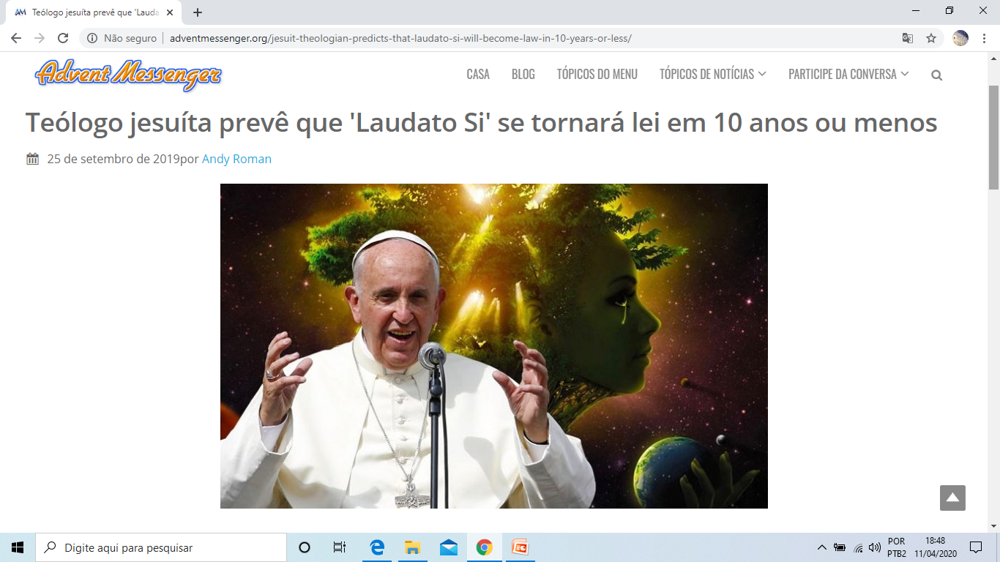 Teólogo jesuíta prevê que 'Lauda
Não seguro
adventmessenger.org/jesuit-theologian-predicts-that-laudato-si-will-become-law-in-10-years-or-less/
Advent Messenger
CASA BLOG TÓPICOS DO MENU TÓPICOS DE NOTÍCIAS PARTICIPE DA CONVERSA
Teólogo jesuíta prevê que 'Laudato Si' se tornará lei em 10 anos ou menos
25 de setembro de 2019por Andy Roman
Digite aqui para pesquisar
POR
PTB2
18:48
11/04/2020